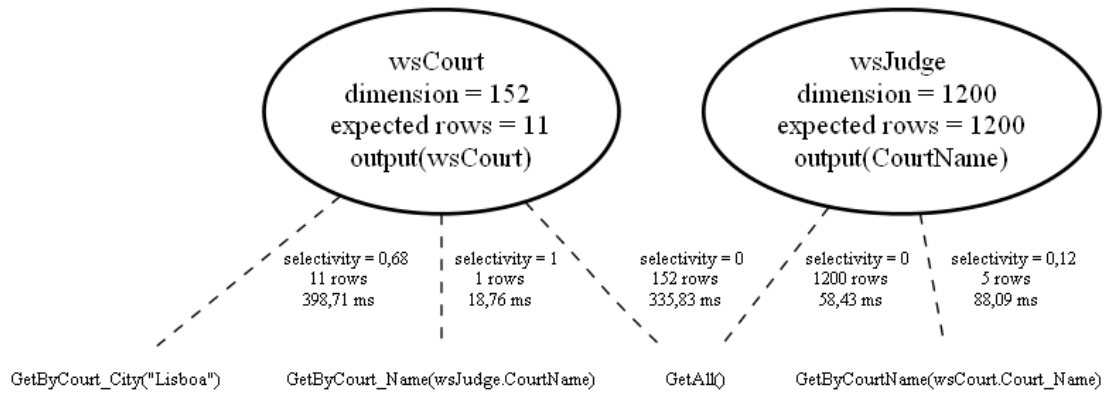 wsCourt
dimension = 152
expected rows = 11
output(wsCourt)
wsJudge
dimension = 1200
expected rows = 1200
output(CourtName)
selectivity = 0,68
11 rows
398,71 ms
selectivity = 1
1 rows
18,76 ms
selectivity = 0
152 rows
335,83 ms
selectivity = 0
1200 rows
58,43 ms
selectivity = 0,12
5 rows
88,09 ms
GetByCourt_City("Lisboa")
GetByCourt_Name(wsJudge.CourtName)
GetAll()
GetByCourtName(wsCourt.Court_Name)